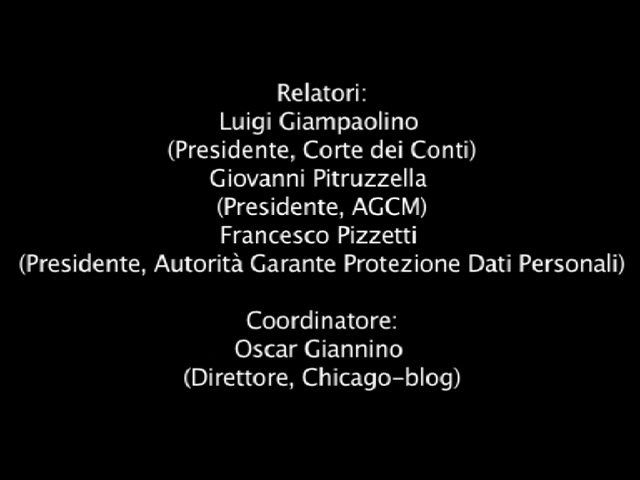 Relatori:
Luigi Giampaolino
(Presidente, Corte dei Conti)
Giovanni Pitruzzella
(Presidente, AGCM)
Francesco Pizzetti
(Presidente, Autorità Garante Protezione Dati Personali)
Coordinatore:
Oscar Giannino
(Direttore, Chicago-blog)